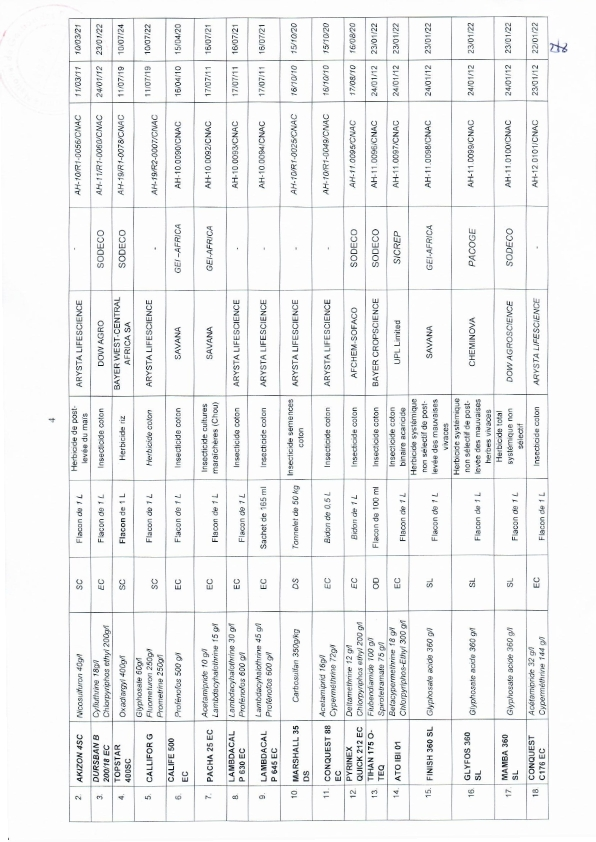 4
2. AKIZON 4SC Nicosulfuron 40g/l SC Flacon de 1 L Herbicide de post-levée du maïs ARYSTA LIFESCIENCE - AH-10/R1-0056/CNAC 11/03/11 10/03/21
3. DURSBAN B 200/18 EC Cyfluthrine 18g/l Chlorpyriphos ethyl 200g/l EC Flacon de 1 L Insecticide coton DOW AGRO SODECO AH-11/R1-0060/CNAC 24/01/12 23/01/22
4. TOPSTAR 400SC Oxadiargyl 400g/l SC Flacon de 1 L Herbicide riz BAYER WEST-CENTRAL AFRICA SA SODECO AH-19/R1-0078/CNAC 11/07/19 10/07/24
5. CALLIFOR G Glyphosate 60g/l Fluometuron 250g/l Prometrine 250g/l SC Flacon de 1 L Herbicide coton ARYSTA LIFESCIENCE - AH-19/R2-0007/CNAC 11/07/19 10/07/22
6. CALIFE 500 EC Profénofos 500 g/l EC Flacon de 1 L Insecticide coton SAVANA GEI –AFRICA AH-10.0090/CNAC 16/04/10 15/04/20
7. PACHA 25 EC Acetamipride 10 g/l Lambdacyhalothrine 15 g/l EC Flacon de 1 L Insecticide cultures maraîchères (Chou) SAVANA GEI-AFRICA AH-10.0092/CNAC 17/07/11 16/07/21
8. LAMBDACAL P 630 EC Lambdacyhalothrine 30 g/l Profénofos 600 g/l EC Flacon de 1 L Insecticide coton ARYSTA LIFESCIENCE - AH-10.0093/CNAC 17/07/11 16/07/21
9. LAMBDACAL P 645 EC Lambdacyhalothrine 45 g/l Profénofos 600 g/l EC Sachet de 165 ml Insecticide coton ARYSTA LIFESCIENCE - AH-10.0094/CNAC 17/07/11 16/07/21
10 MARSHALL 35 DS Carbosulfan 350g/kg DS Tonnelet de 50 kg Insecticide semences coton ARYSTA LIFESCIENCE - AH-10/R1-0025/CNAC 16/10/10 15/10/20
11. CONQUEST 88 EC Acetamiprid 16g/l Cypermethrine 72g/l EC Bidon de 0,5 L Insecticide coton ARYSTA LIFESCIENCE - AH-10/R1-0049/CNAC 16/10/10 15/10/20
12. PYRINEX QUICK 212 EC Deltamethrine 12 g/l Chlorpyriphos ethyl 200 g/l EC Bidon de 1 L Insecticide coton AFCHEM-SOFACO SODECO AH-11.0095/CNAC 17/08/10 16/08/20
13. TIHAN 175 O-TEQ Flubendiamide 100 g/l Spirotetramate 75 g/l OD Flacon de 100 ml Insecticide coton BAYER CROPSCIENCE SODECO AH-11.0096/CNAC 24/01/12 23/01/22
14. ATO IBI 01 Betacypermethrine 18 g/l Chlorpyriphos-Ethyl 300 g/l EC Flacon de 1 L Insecticide coton binaire acaricide UPL Limited SICREP AH-11.0097/CNAC 24/01/12 23/01/22
15. FINISH 360 SL Glyphosate acide 360 g/l SL Flacon de 1 L Herbicide systémique non sélectif de post-levée des mauvaises vivaces SAVANA GEI-AFRICA AH-11.0098/CNAC 24/01/12 23/01/22
16. GLYFOS 360 SL Glyphosate acide 360 g/l SL Flacon de 1 L Herbicide systémique non sélectif de post-levée des mauvaises herbes vivaces CHEMINOVA PACOGE AH-11.0099/CNAC 24/01/12 23/01/22
17. MAMBA 360 SL Glyphosate acide 360 g/l SL Flacon de 1 L Herbicide total systémique non sélectif DOW AGROSCIENCE SODECO AH-11.0100/CNAC 24/01/12 23/01/22
18 CONQUEST C176 EC Acetamipride 32 g/l Cypermethrine 144 g/l EC Flacon de 1 L Insecticide coton ARYSTA LIFESCIENCE - AH-12.0101/CNAC 23/01/12 22/01/22